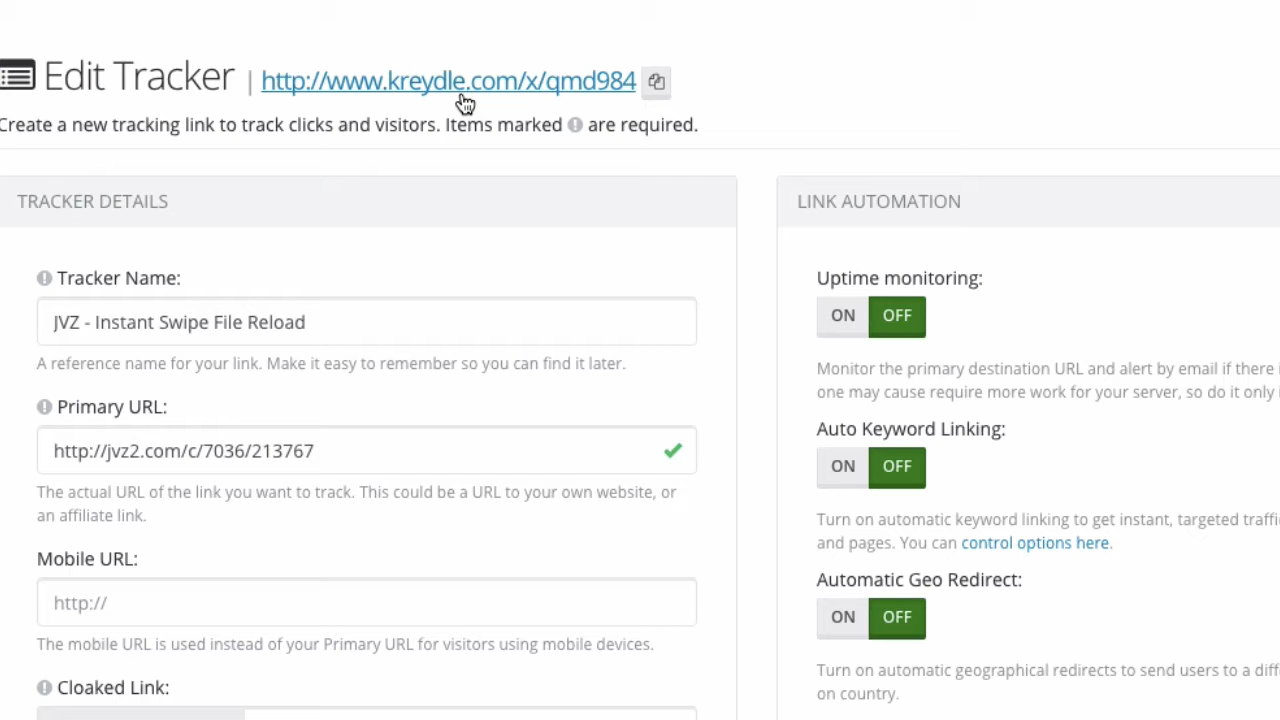 Edit Tracker | http://www.kreydle.com/x/qmd984
Create a new tracking link to track clicks and visitors. Items marked are required.
TRACKER DETAILS
Tracker Name:
JVZ - Instant Swipe File Reload
A reference name for your link. Make it easy to remember so you can find it later.
Primary URL:
http://jvz2.com/c/7036/213767
The actual URL of the link you want to track. This could be a URL to your own website, or
an affiliate link.
Mobile URL:
http://
The mobile URL is used instead of your Primary URL for visitors using mobile devices.
Cloaked Link:
LINK AUTOMATION
Uptime monitoring:
ON OFF
Monitor the primary destination URL and alert by email if there
one may cause require more work for your server, so do it only
Auto Keyword Linking:
ON OFF
Turn on automatic keyword linking to get instant, targeted
and pages. You can control options here.
Automatic Geo Redirect:
ON OFF
Turn on automatic geographical redirects to send users to a
on country.